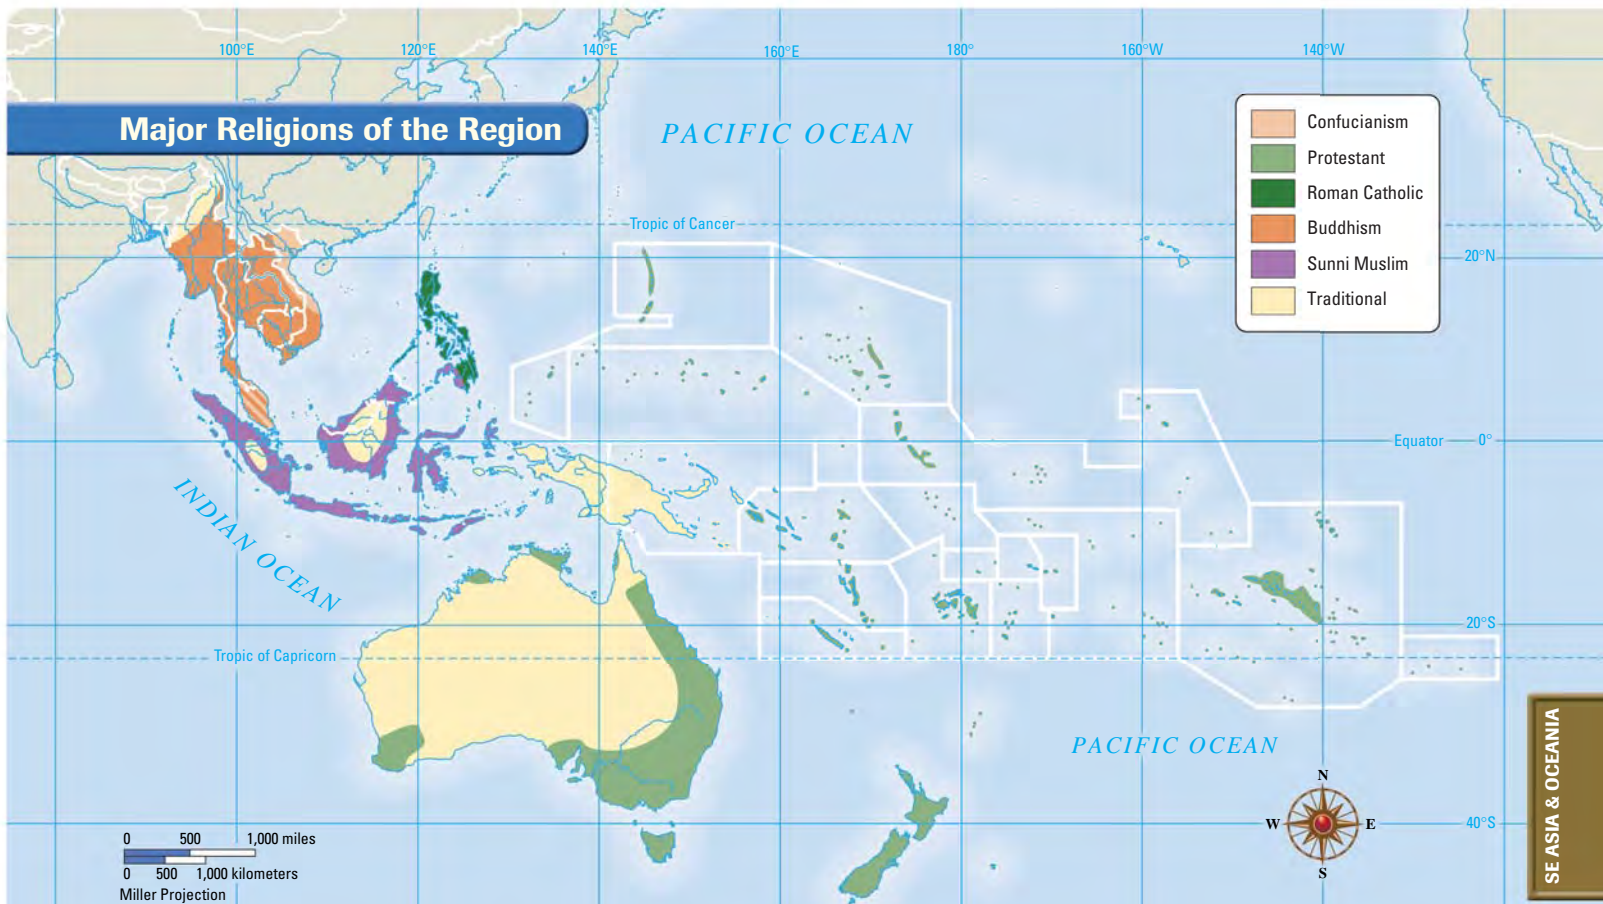 100°E
120°E
140°E
160°E
180°
160°W
140°W
Major Religions of the Region
PACIFIC OCEAN
Confucianism
Protestant
Roman Catholic
Buddhism
Sunni Muslim
Traditional
Tropic of Cancer
20°N
Equator
0°
INDIAN OCEAN
20°S
Tropic of Capricorn
PACIFIC OCEAN
SE ASIA & OCEANIA
N
W
E
S
40°S
0 500 1,000 miles
0 500 1,000 kilometers
Miller Projection